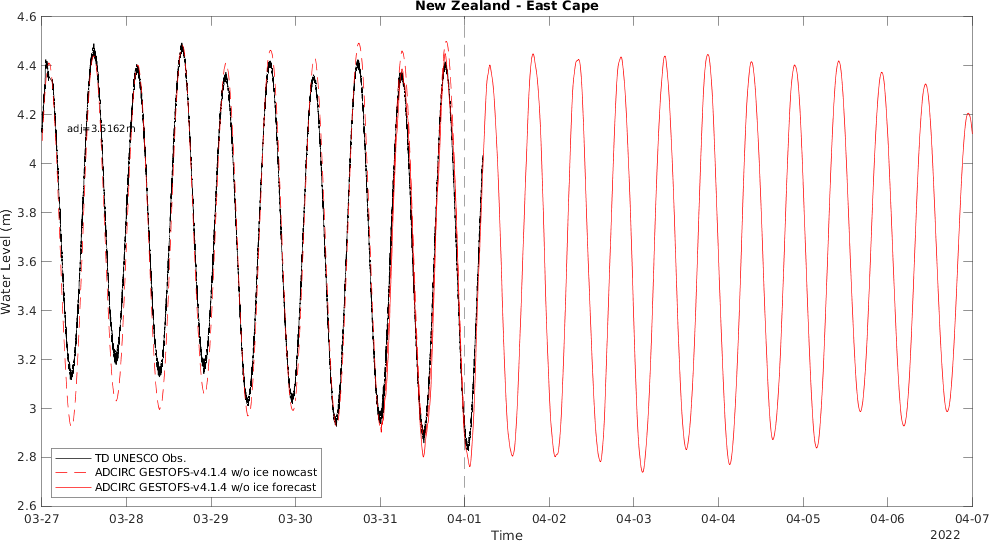 New Zealand - East Cape
4.6
4.4
4.2
4
3.8
3.6
3.4
3.2
3
2.8
2.6
Water Level (m)
adj=3.6162m
TD UNESCO Obs.
ADCIRC GESTOFS-v4.1.4 w/o ice nowcast
ADCIRC GESTOFS-v4.1.4 w/o ice forecast
03-27 03-28 03-29 03-30 03-31 04-01 04-02 04-03 04-04 04-05 04-06 04-07
Time
2022